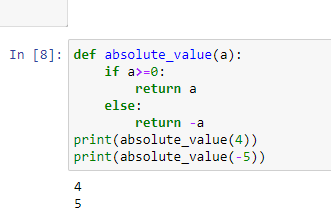 In [8]: def absolute_value(a):
    if a>=0:
        return a
    else:
        return -a
print(absolute_value(4))
print(absolute_value(-5))
4
5